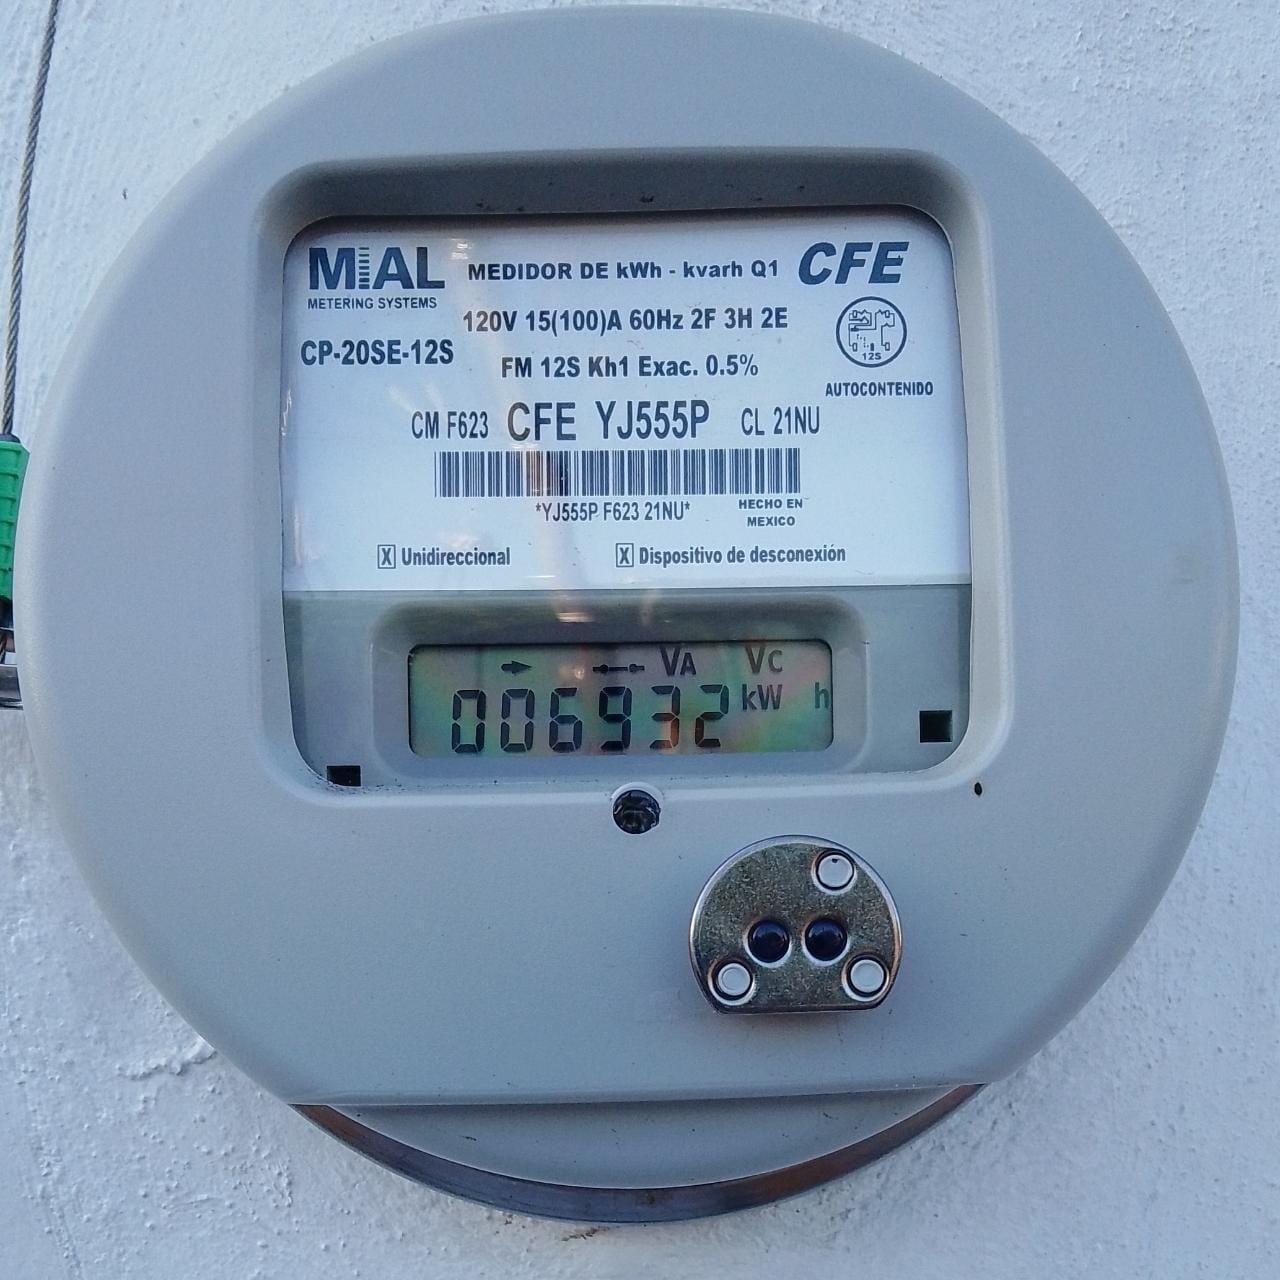 MIAL
METERING SYSTEMS
MEDIDOR DE kWh - kvarh Q1
CFE
120V 15(100)A 60Hz 2F 3H 2E
CP-20SE-12S
FM 12S Kh1 Exac. 0.5%
12S
AUTOCONTENIDO
CM F623 CFE YJ555P CL 21NU
*YJ555P F623 21NU*
HECHO EN
MEXICO
X Unidireccional
X Dispositivo de desconexión
VA VC
006932 kW h